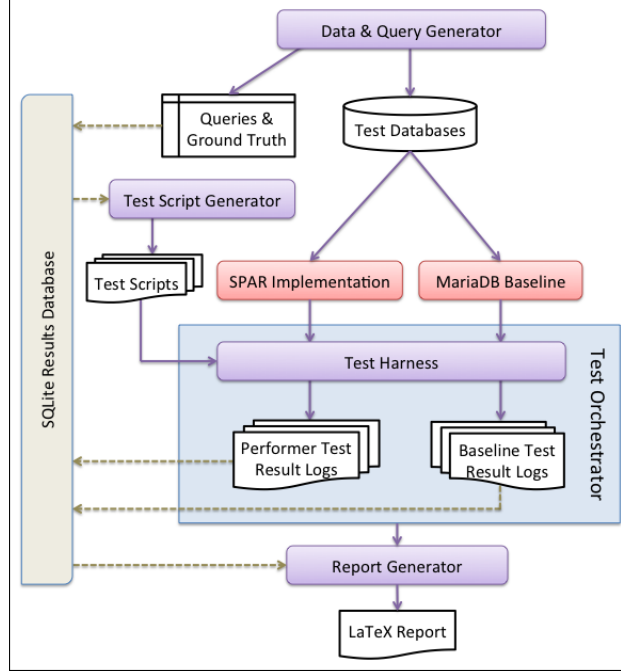 Data & Query Generator
Queries &
Ground Truth
Test Databases
Test Script Generator
Test Scripts
SPAR Implementation
MariaDB Baseline
SQLite Results Database
Test Harness
Test Orchestrator
Performer Test
Result Logs
Baseline Test
Result Logs
Report Generator
LaTeX Report